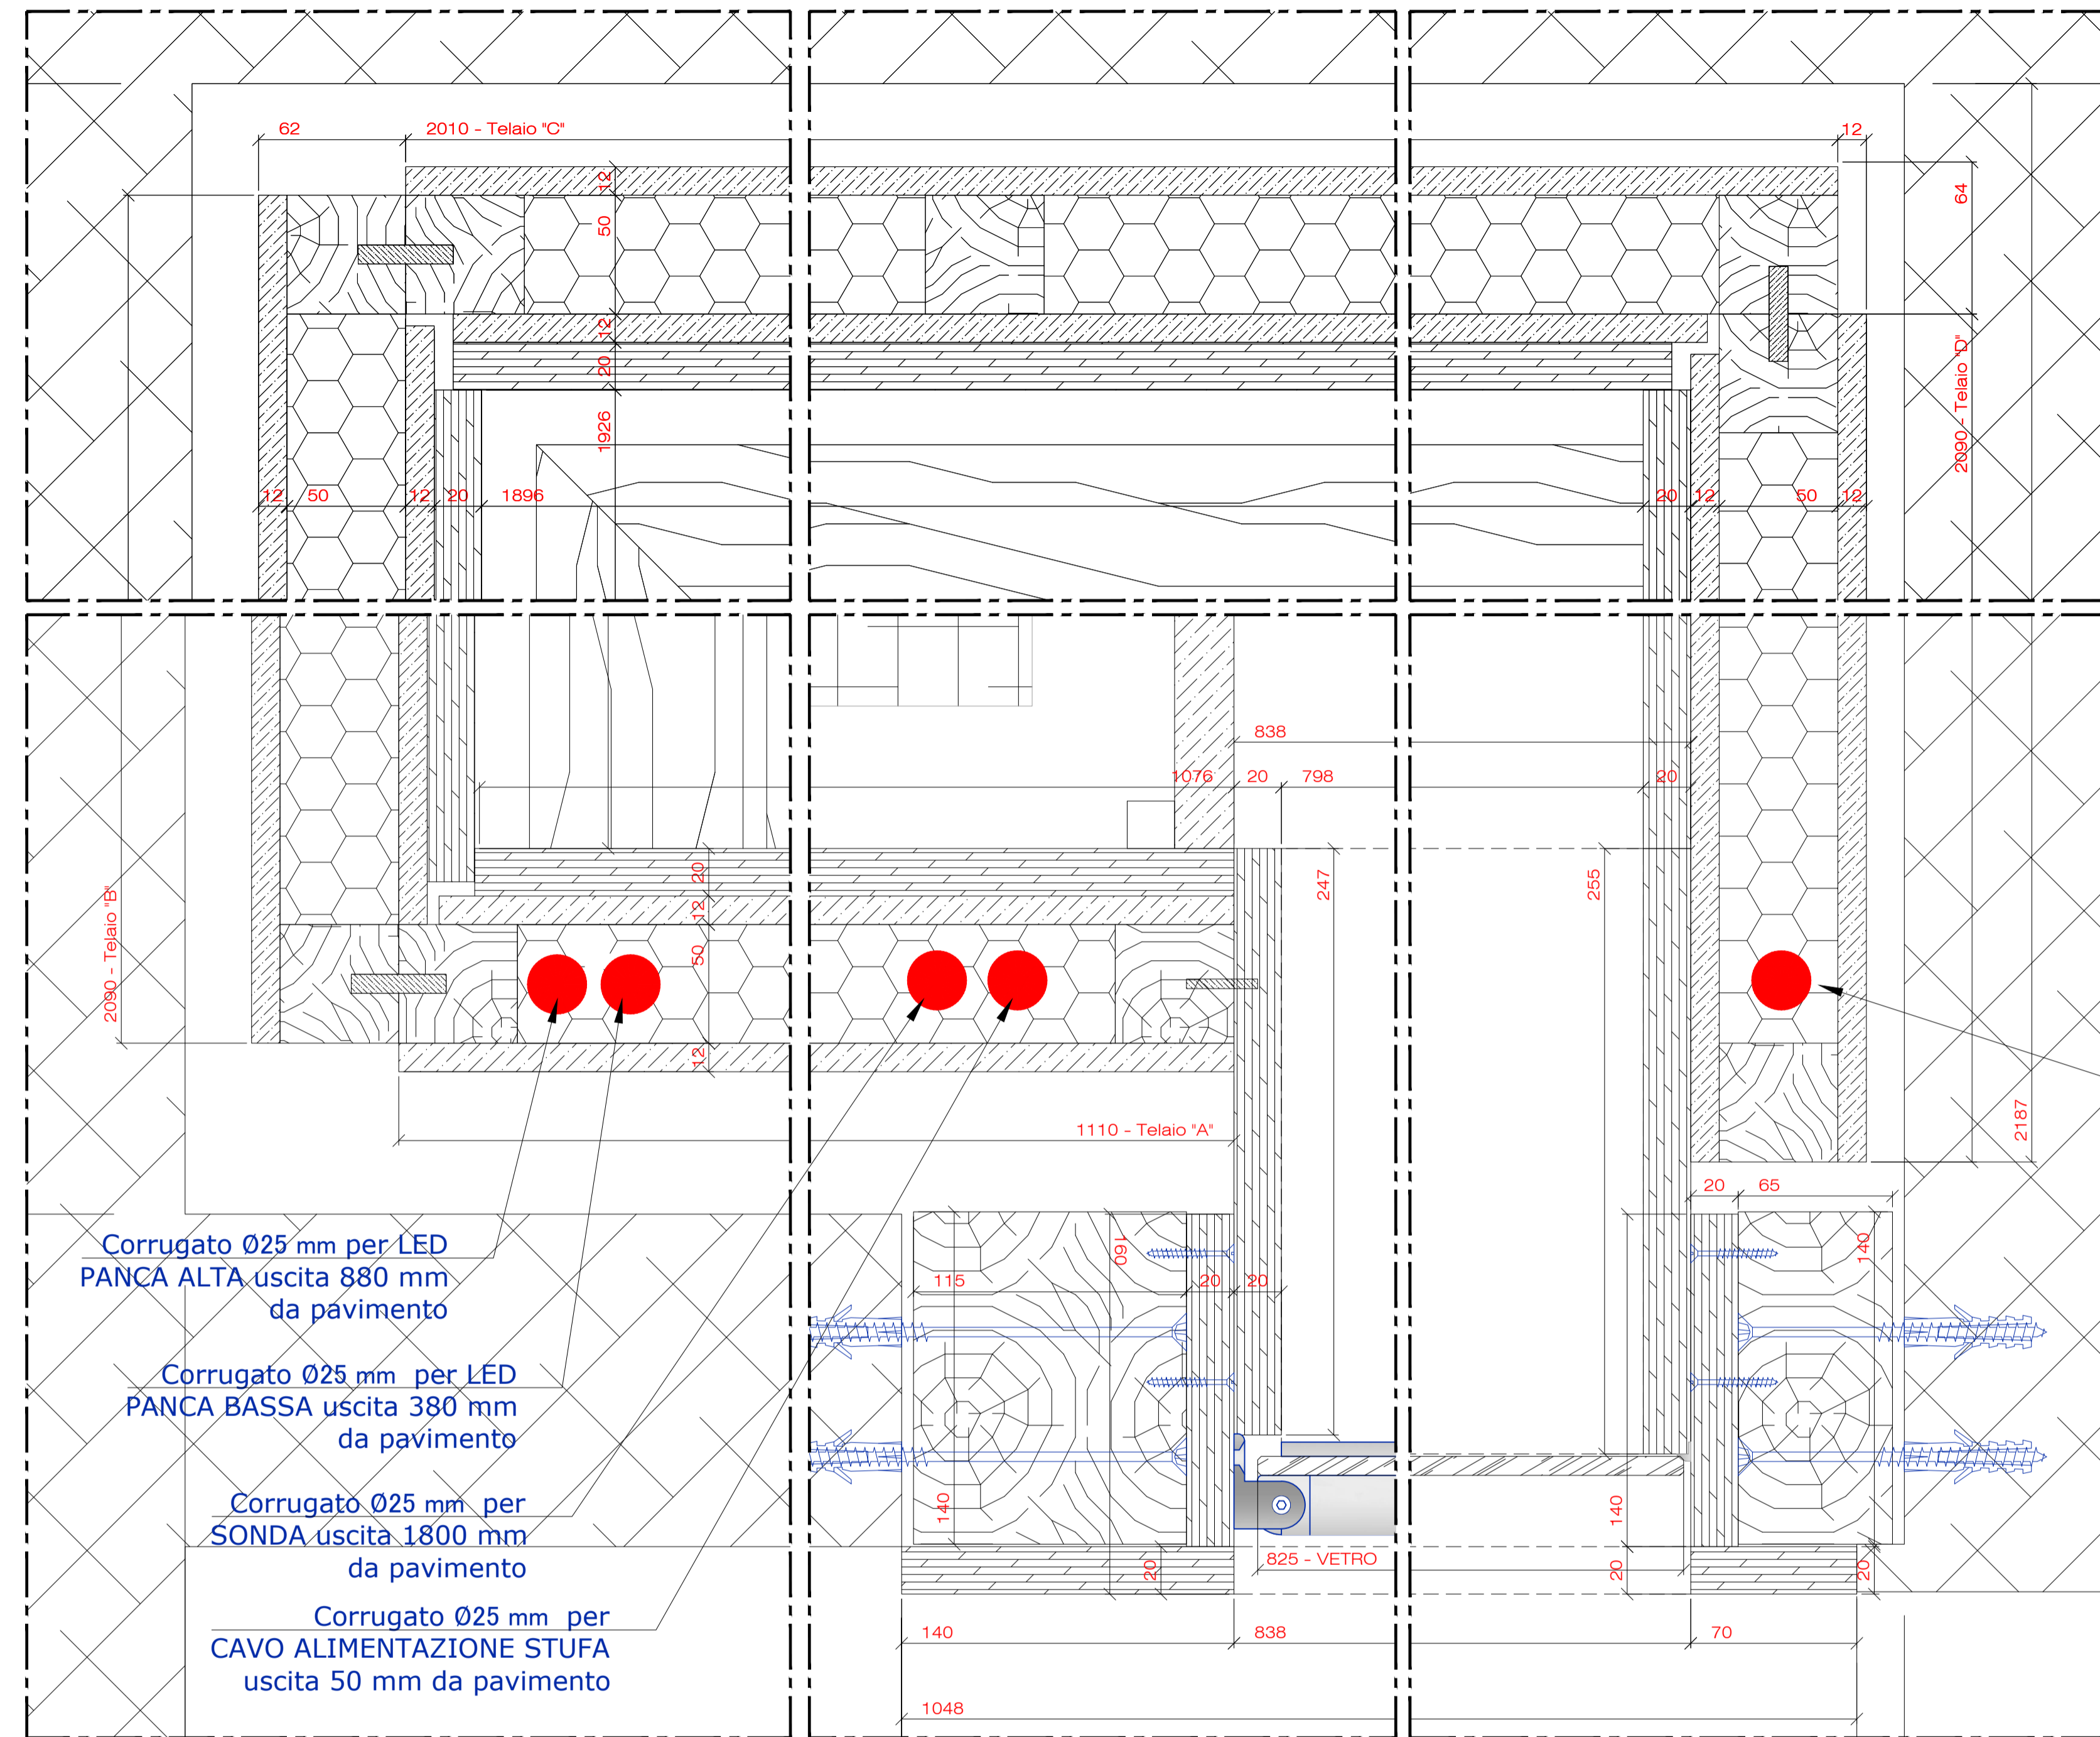 62
2010 - Telaio "C"
12
12
50
64
12
20
1926
2090 - Telaio "D"
12
50
12
20
1896
20
12
50
12
838
1076
20
798
20
20
247
255
12
50
2090 - Telaio "B"
12
1110 - Telaio "A"
2187
20
65
Corrugato Ø25 mm per LED
PANCA ALTA uscita 880 mm
da pavimento
160
140
115
20
20
Corrugato Ø25 mm per LED
PANCA BASSA uscita 380 mm
da pavimento
Corrugato Ø25 mm per
SONDA uscita 1800 mm
da pavimento
140
140
825 - VETRO
20
20
20
Corrugato Ø25 mm per
CAVO ALIMENTAZIONE STUFA
uscita 50 mm da pavimento
140
838
70
1048